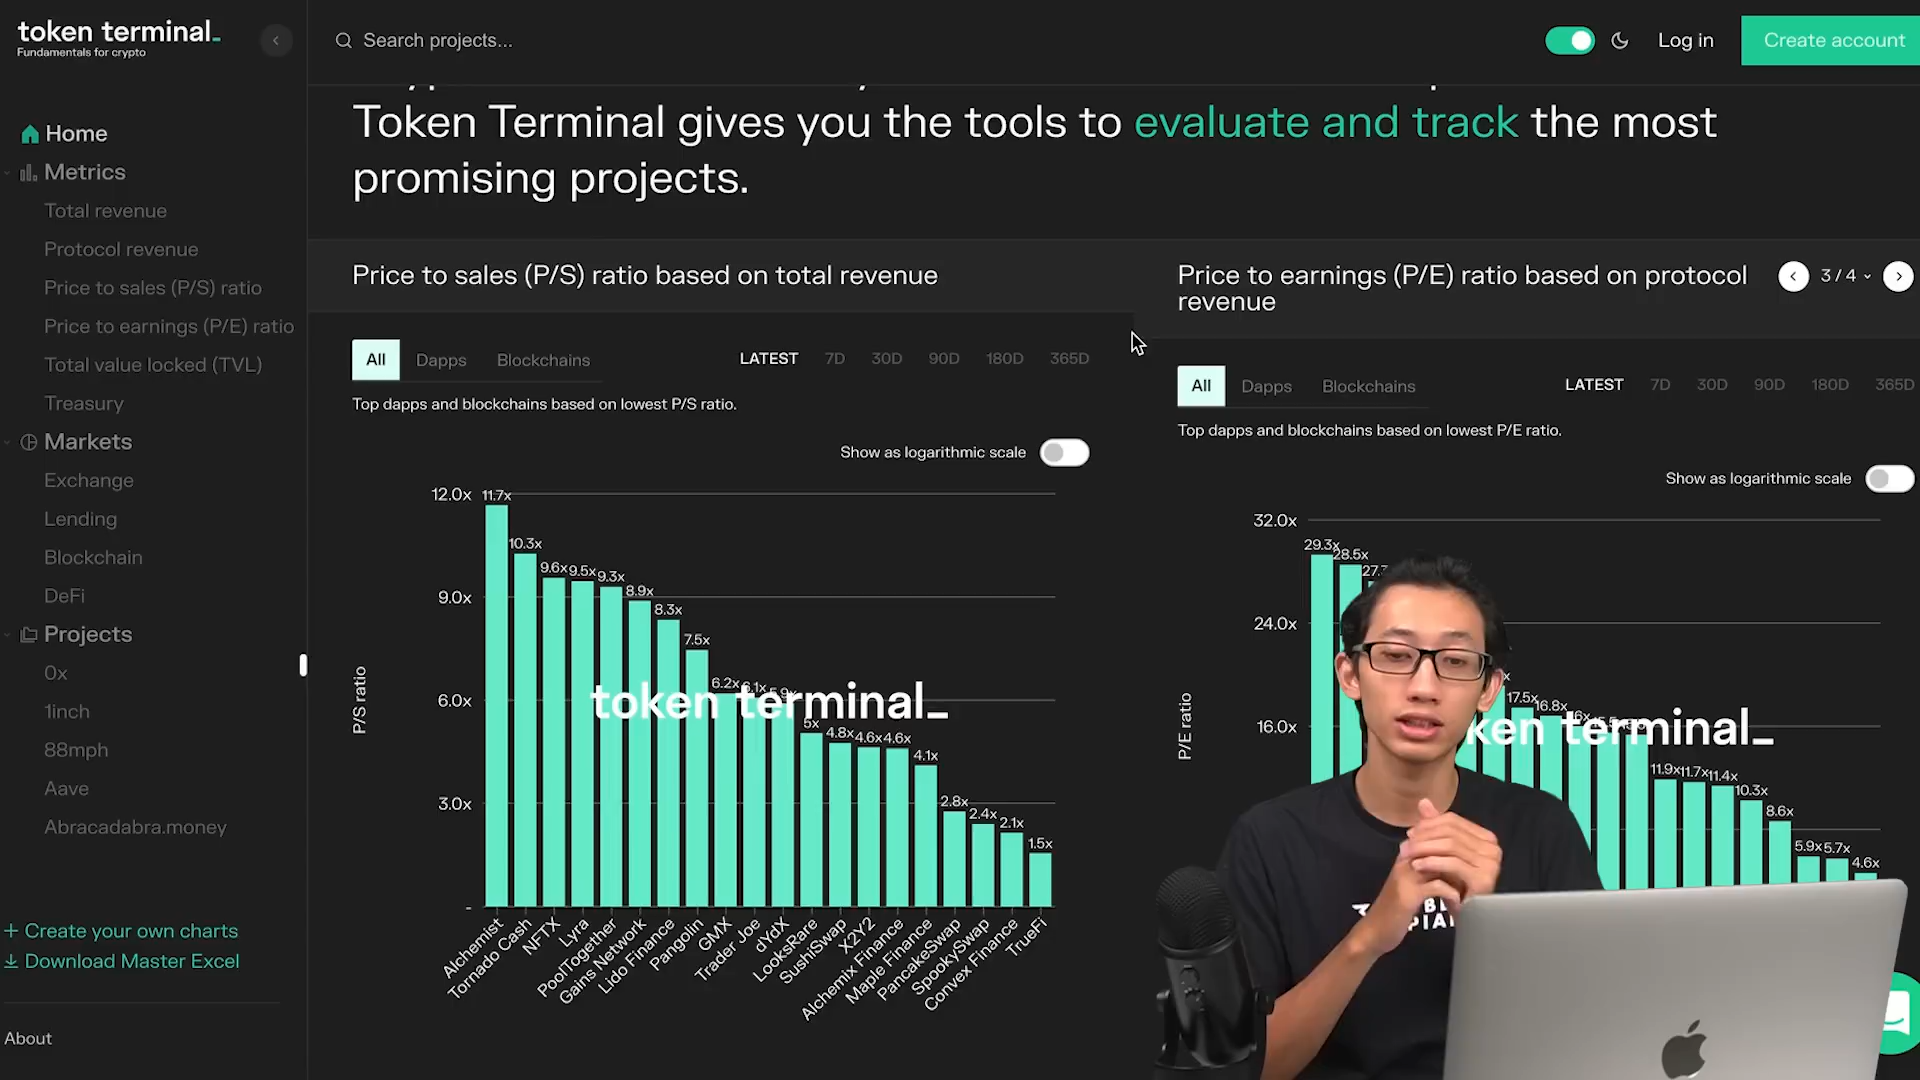 token terminal_
Fundamentals for crypto
Search projects...
Log in
Create account
Home
Metrics
Total revenue
Protocol revenue
Price to sales (P/S) ratio
Price to earnings (P/E) ratio
Total value locked (TVL)
Treasury
Markets
Exchange
Lending
Blockchain
DeFi
Projects
0x
1inch
88mph
Aave
Abracadabra.money
+ Create your own charts
Download Master Excel
About
Token Terminal gives you the tools to evaluate and track the most
promising projects.
Price to sales (P/S) ratio based on total revenue
All Dapps Blockchains
LATEST 7D 30D 90D 180D 365D
Top dapps and blockchains based on lowest P/S ratio.
Show as logarithmic scale
P/S ratio
12.0x
9.0x
6.0x
3.0x
-
11.7x
10.3x
9.6x
9.5x
9.3x
8.9x
8.3x
7.5x
6.2x
6.1x
5.9x
5x
4.8x
4.6x
4.6x
4.1x
2.8x
2.4x
2.1x
1.5x
token terminal_
Alchemist
Tornado Cash
NFTX
Lyra
PoolTogether
Gains Network
Lido Finance
Pangolin
GMX
Trader Joe
dYdX
LooksRare
SushiSwap
X2Y2
Alchemix Finance
Maple Finance
PancakeSwap
SpookySwap
Convex Finance
TrueFi
Price to earnings (P/E) ratio based on protocol
revenue
3 / 4
All Dapps Blockchains
LATEST 7D 30D 90D 180D 365D
Top dapps and blockchains based on lowest P/E ratio.
Show as logarithmic scale
P/E ratio
32.0x
24.0x
16.0x
29.3x
28.5x
17.5x
16.8x
11.9x
11.7x
11.4x
10.3x
8.6x
5.9x
5.7x
4.6x
ken terminal_